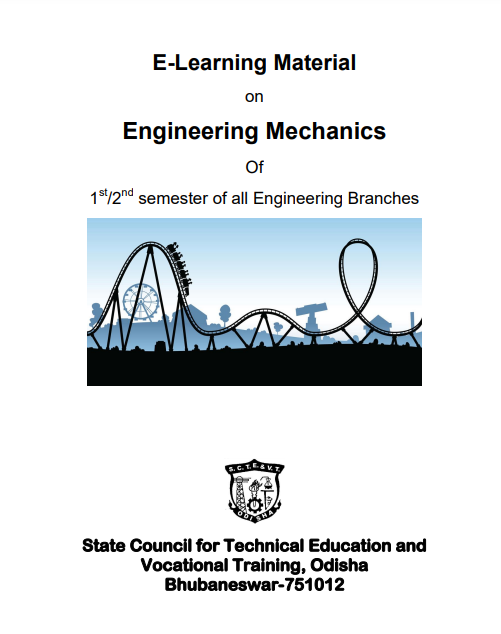 E-Learning Material
on
Engineering Mechanics
Of
1st/2nd semester of all Engineering Branches
S. C. T. E. & V. T.
ODISHA
State Council for Technical Education and
Vocational Training, Odisha
Bhubaneswar-751012